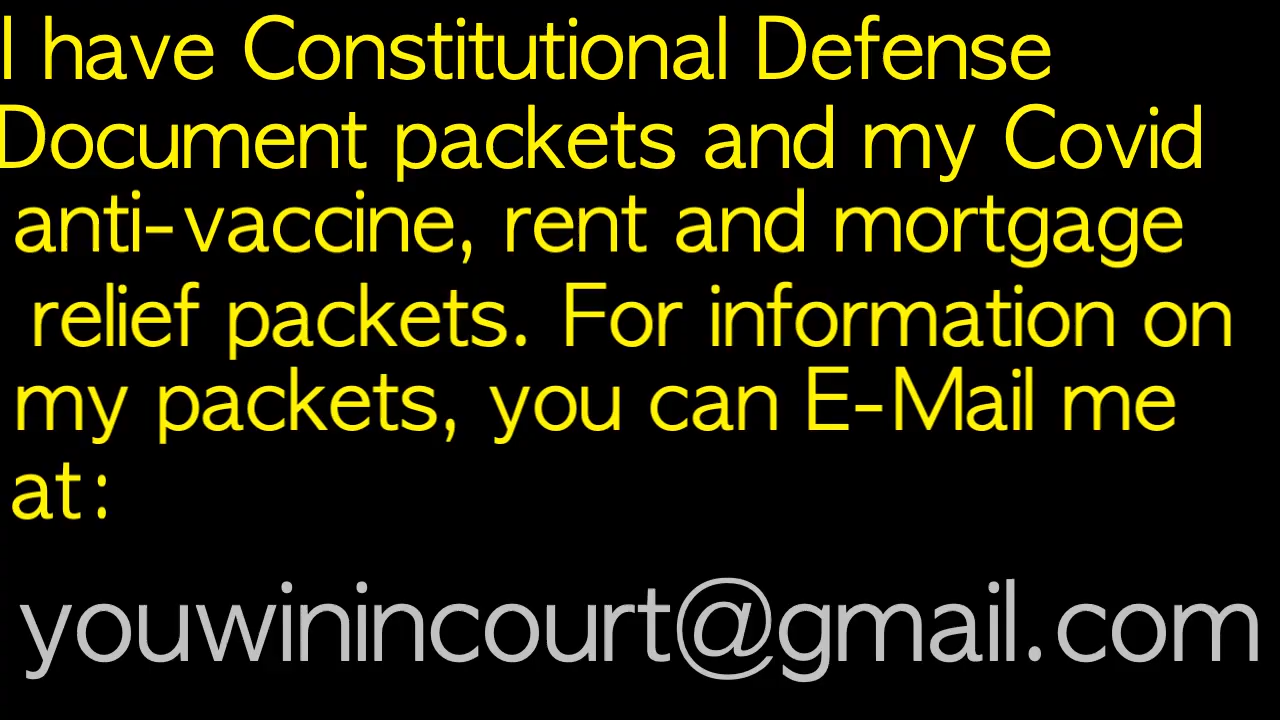 I have Constitutional Defense
Document packets and my Covid
anti-vaccine, rent and mortgage
relief packets. For information on
my packets, you can E-Mail me
at:
youwinincourt@gmail.com